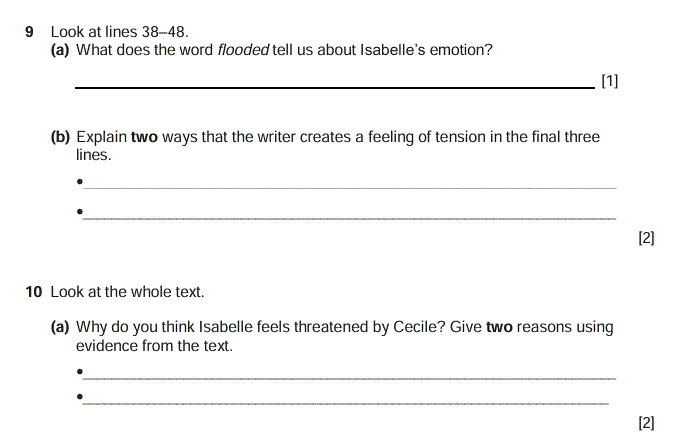 9 Look at lines 38–48.
(a) What does the word flooded tell us about Isabelle's emotion?
[1]
(b) Explain two ways that the writer creates a feeling of tension in the final three
lines.
•
•
[2]
10 Look at the whole text.
(a) Why do you think Isabelle feels threatened by Cecile? Give two reasons using
evidence from the text.
•
•
[2]